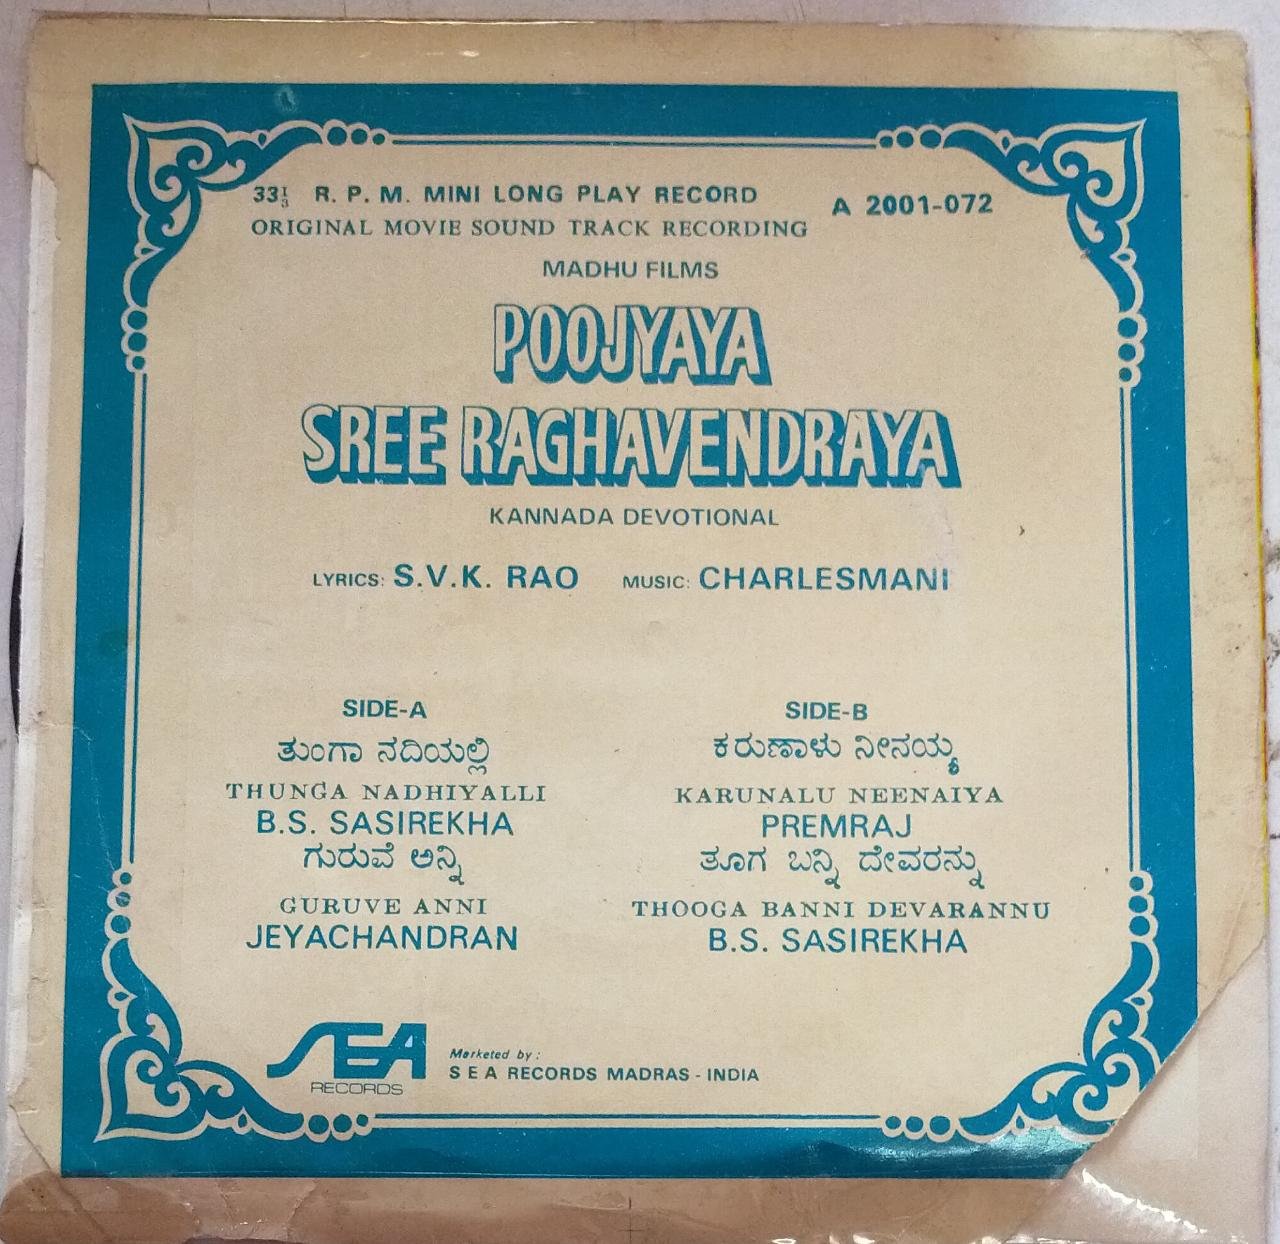 33⅓ R. P. M. MINI LONG PLAY RECORD
A 2001-072
ORIGINAL MOVIE SOUND TRACK RECORDING
MADHU FILMS
POOJYAYA
SREE RAGHAVENDRAYA
KANNADA DEVOTIONAL
LYRICS: S.V.K. RAO MUSIC: CHARLESMANI
SIDE-A
ತುಂಗಾ ನದಿಯಲ್ಲಿ
THUNGA NADHIYALLI
B.S. SASIREKHA
ಗುರುವೆ ಅನ್ನಿ
GURUVE ANNI
JEYACHANDRAN
SIDE-B
ಕರುಣಾಳು ನೀನಯ್ಯ
KARUNALU NEENAIYA
PREMRAJ
ತೂಗ ಬನ್ನಿ ದೇವರನ್ನು
THOOGA BANNI DEVARANNU
B.S. SASIREKHA
SEA
RECORDS
Marketed by:
S E A RECORDS MADRAS - INDIA